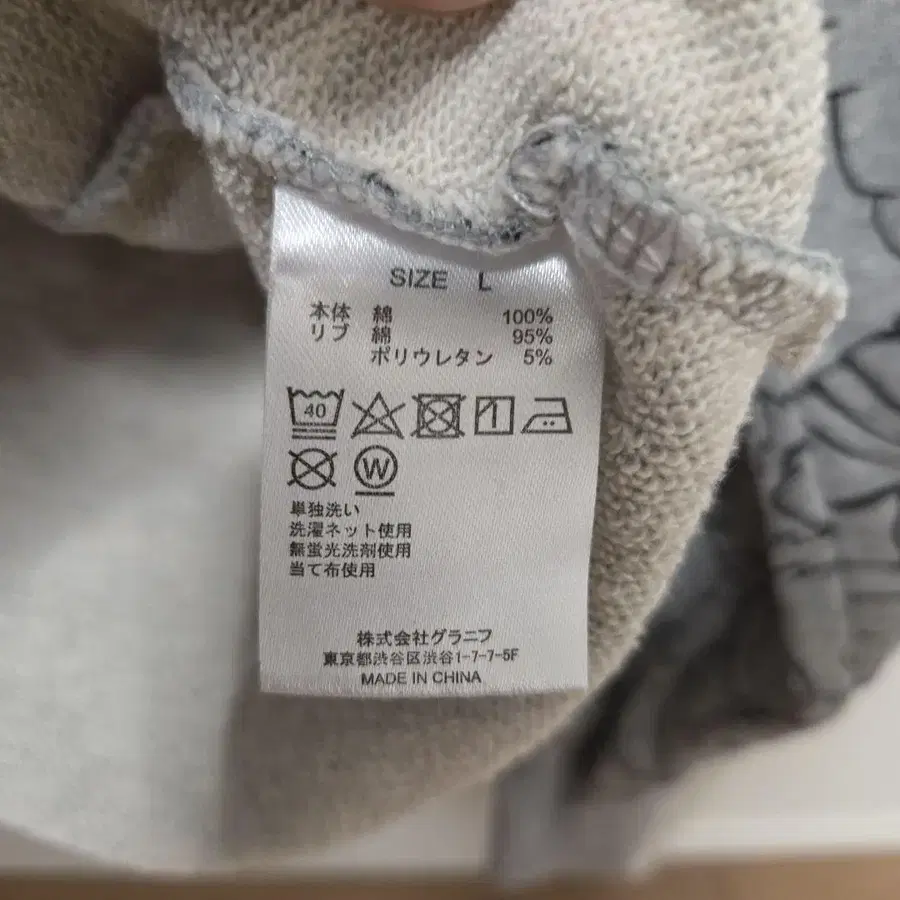 SIZE L
本体 綿 100%
リブ 綿 95%
ポリウレタン 5%
40
W
単独洗い
洗濯ネット使用
無蛍光洗剤使用
当て布使用
株式会社グラニフ
東京都渋谷区渋谷1-7-7-5F
MADE IN CHINA